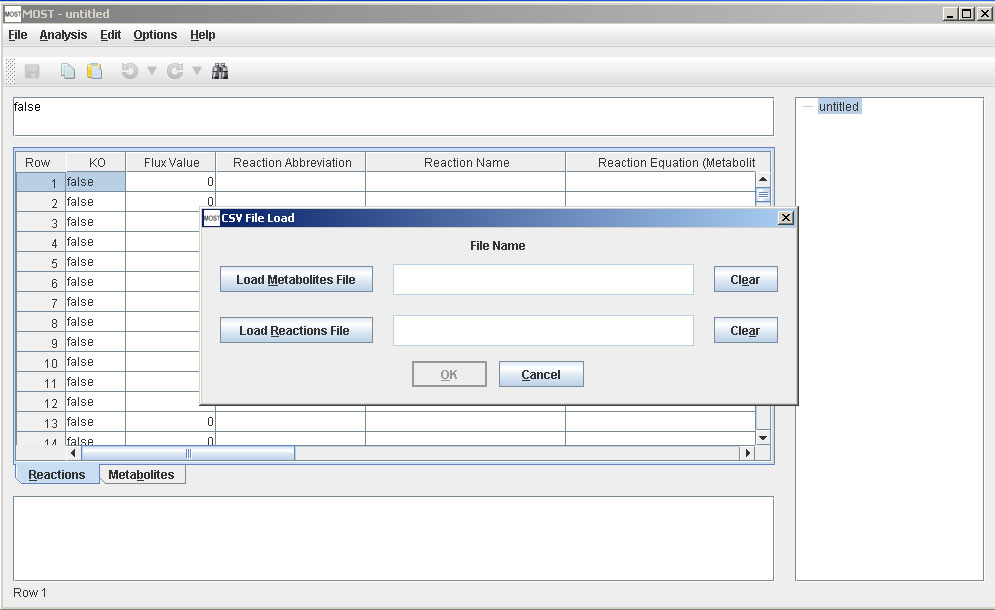 MOST MOST - untitled
File Analysis Edit Options Help
false
untitled
Row KO Flux Value Reaction Abbreviation Reaction Name Reaction Equation (Metabolit
1 false 0
2 false 0
3 false
4 false
5 false
6 false
7 false
8 false
9 false
10 false
11 false
12 false
13 false 0
14 false 0
MOST CSV File Load
File Name
Load Metabolites File Clear
Load Reactions File Clear
OK Cancel
Reactions Metabolites
Row 1